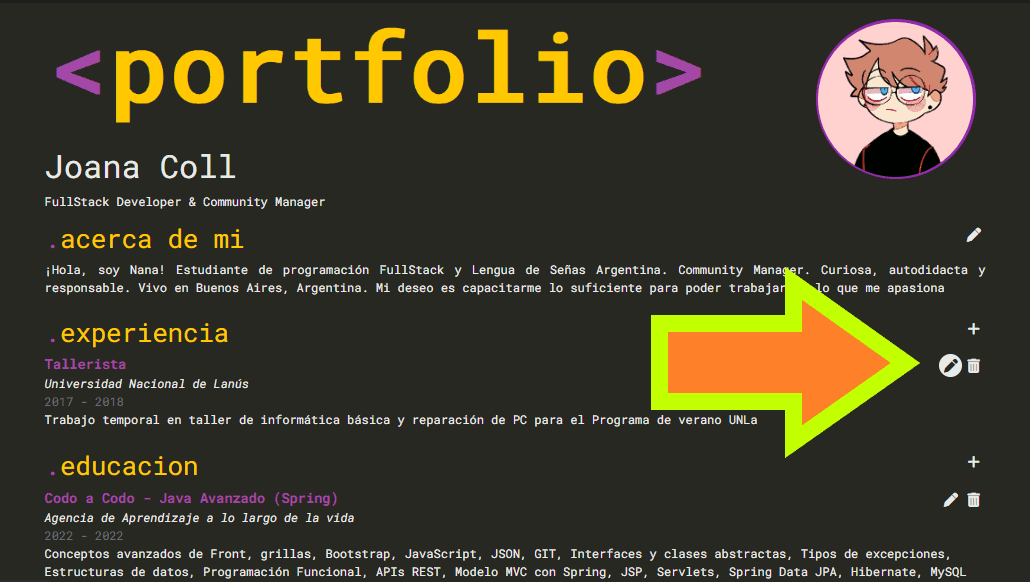 <portfolio>
Joana Coll
FullStack Developer & Community Manager
.acerca de mi
¡Hola, soy Nana! Estudiante de programación FullStack y Lengua de Señas Argentina. Community Manager. Curiosa, autodidacta y
responsable. Vivo en Buenos Aires, Argentina. Mi deseo es capacitarme lo suficiente para poder trabajar lo que me apasiona
.experiencia
Tallerista
Universidad Nacional de Lanús
2017 - 2018
Trabajo temporal en taller de informática básica y reparación de PC para el Programa de verano UNLa
.educacion
Codo a Codo - Java Avanzado (Spring)
Agencia de Aprendizaje a lo largo de la vida
2022 - 2022
Conceptos avanzados de Front, grillas, Bootstrap, JavaScript, JSON, GIT, Interfaces y clases abstractas, Tipos de excepciones,
Estructuras de datos, Programación Funcional, APIs REST, Modelo MVC con Spring, JSP, Servlets, Spring Data JPA, Hibernate, MySQL